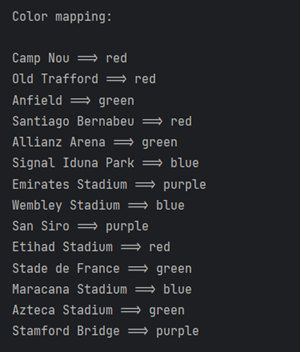 Color mapping:
Camp Nou ==> red
Old Trafford ==> red
Anfield ==> green
Santiago Bernabeu ==> red
Allianz Arena ==> green
Signal Iduna Park ==> blue
Emirates Stadium ==> purple
Wembley Stadium ==> blue
San Siro ==> purple
Etihad Stadium ==> red
Stade de France ==> green
Maracana Stadium ==> blue
Azteca Stadium ==> green
Stamford Bridge ==> purple